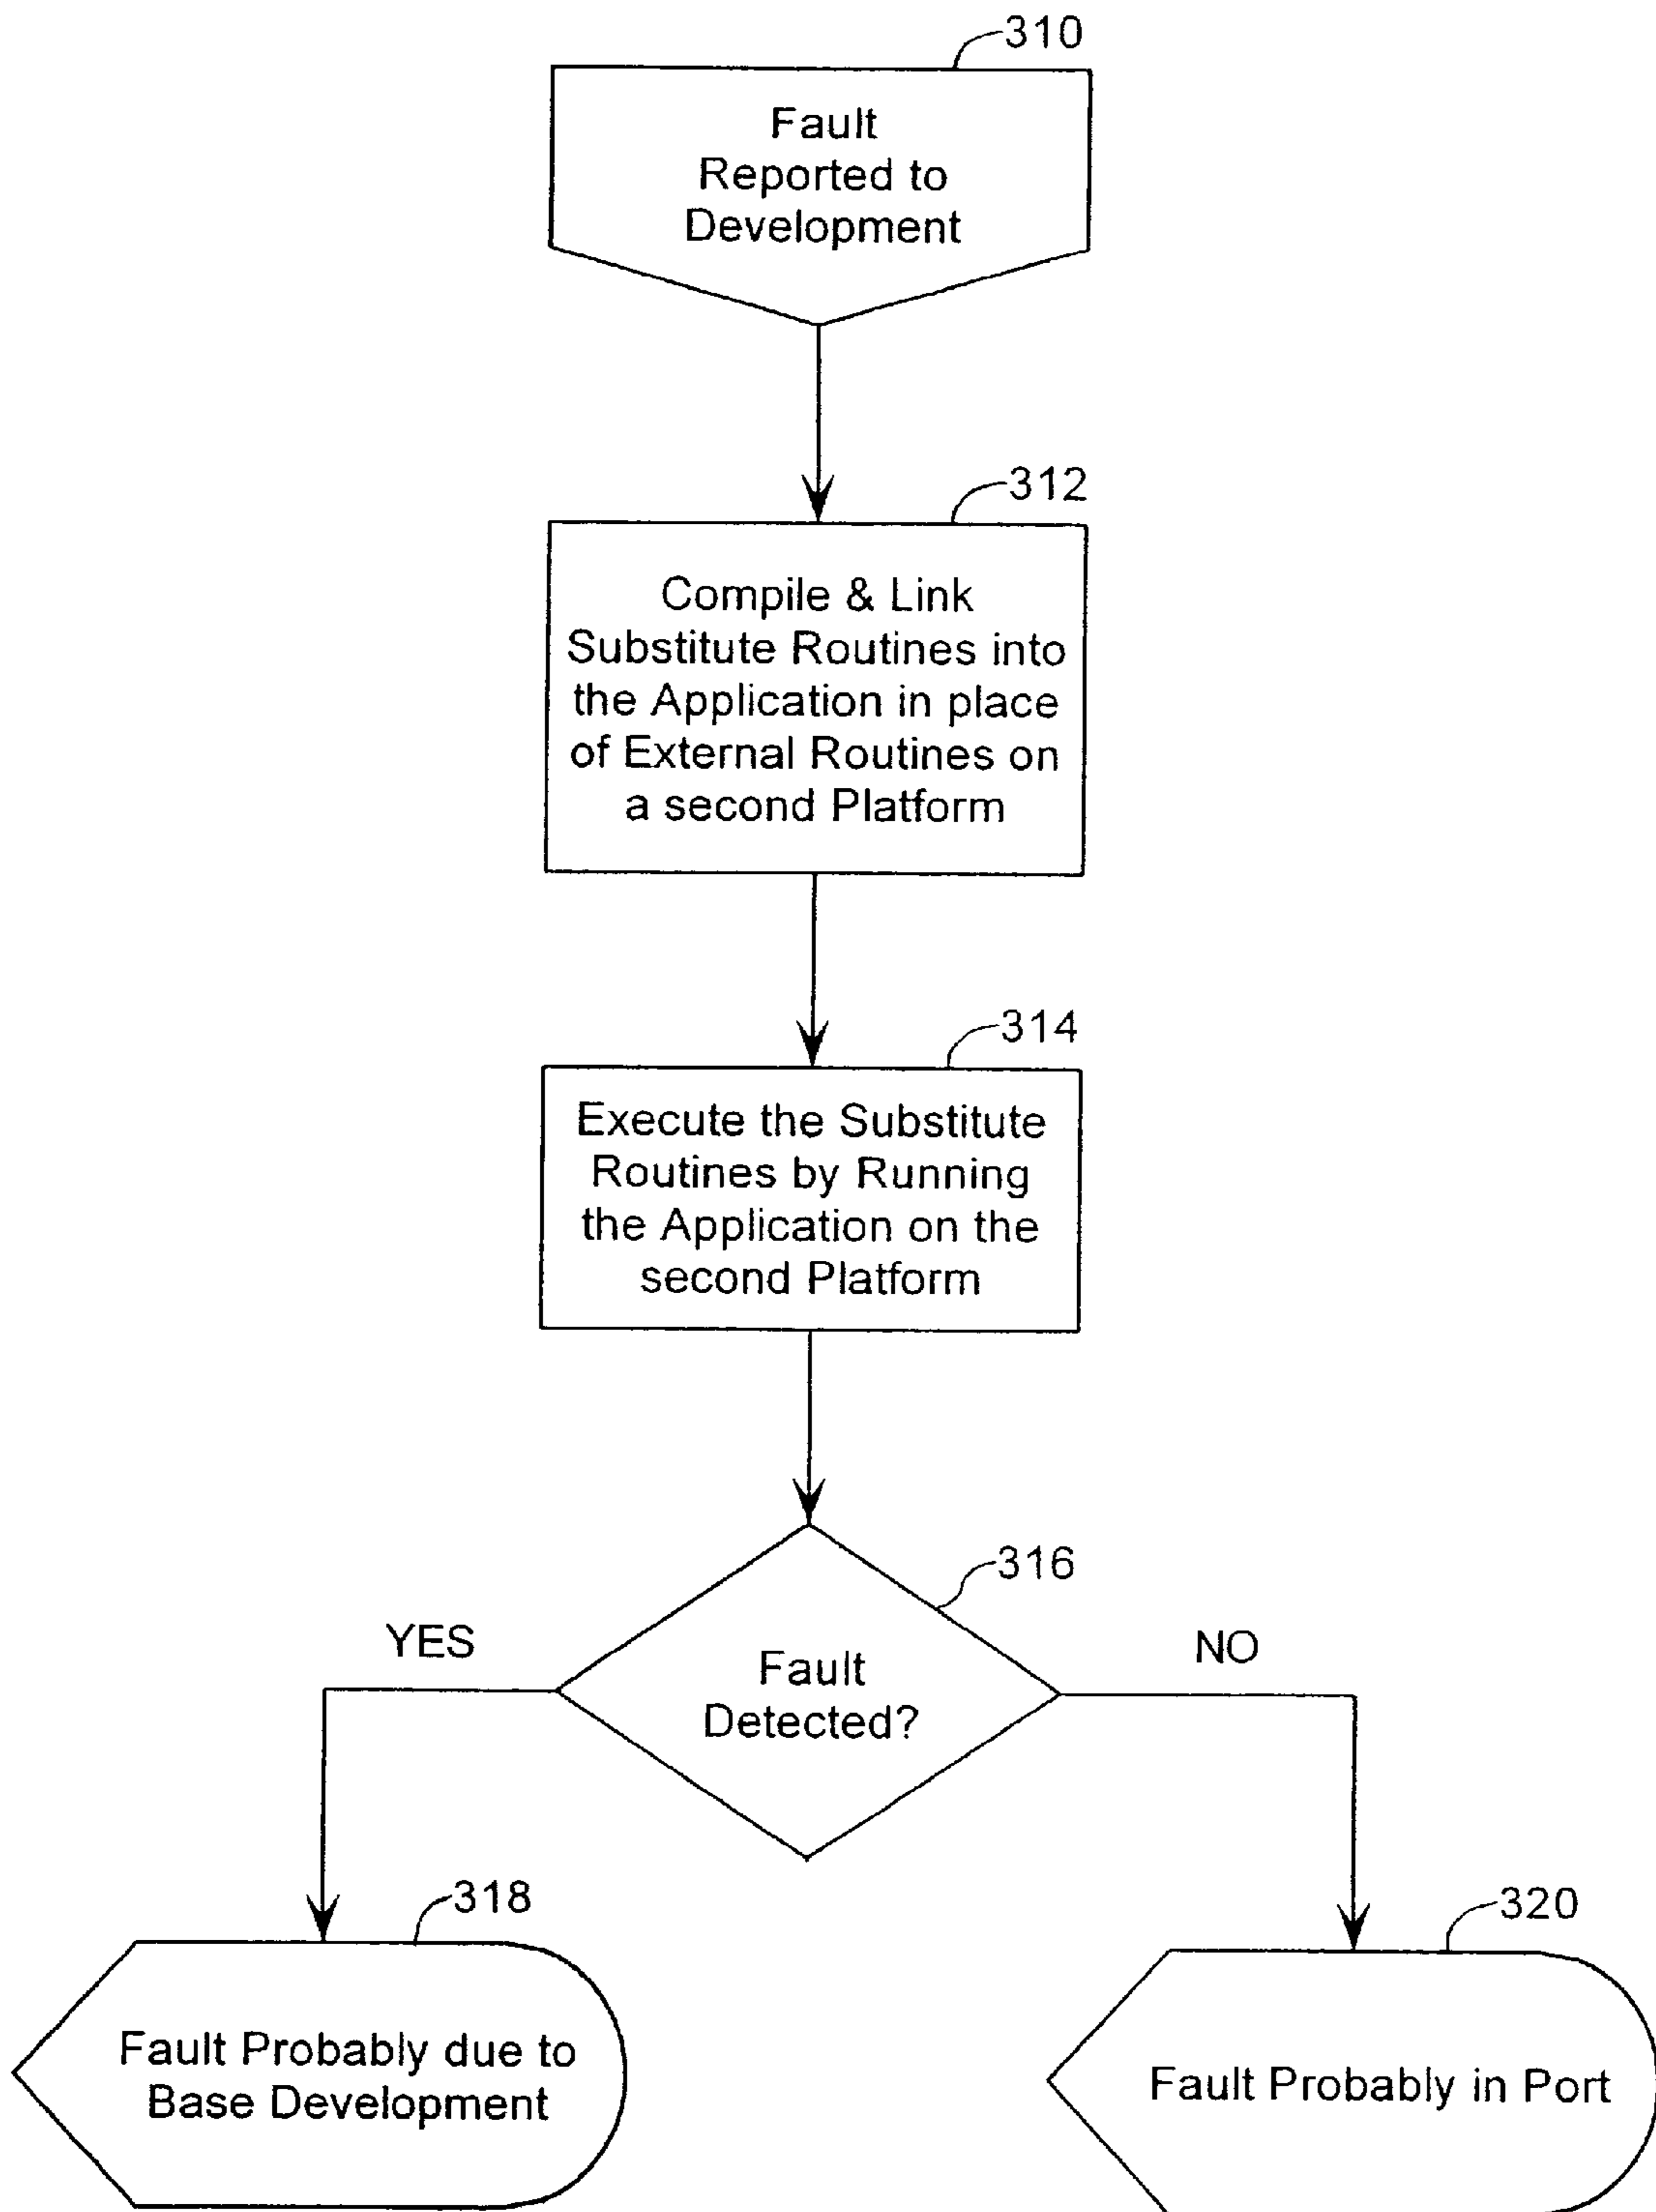 310
Fault
Reported to
Development
312
Compile & Link
Substitute Routines into
the Application in place
of External Routines on
a second Platform
314
Execute the Substitute
Routines by Running
the Application on the
second Platform
316
YES
NO
Fault
Detected?
318
320
Fault Probably due to
Base Development
Fault Probably in Port